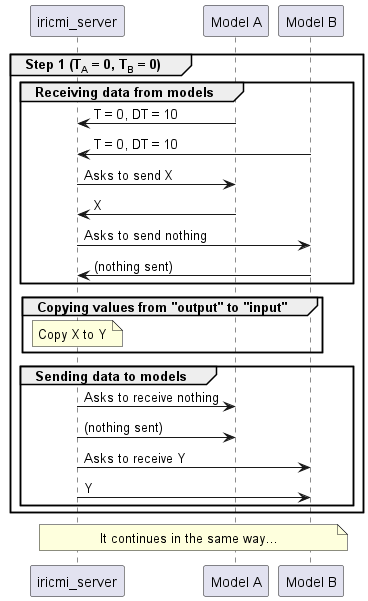 iricmi_server Model A Model B
Step 1 (TA = 0, TB = 0)
Receiving data from models
T = 0, DT = 10
T = 0, DT = 10
Asks to send X
X
Asks to send nothing
(nothing sent)
Copying values from "output" to "input"
Copy X to Y
Sending data to models
Asks to receive nothing
(nothing sent)
Asks to receive Y
Y
It continues in the same way...
iricmi_server Model A Model B